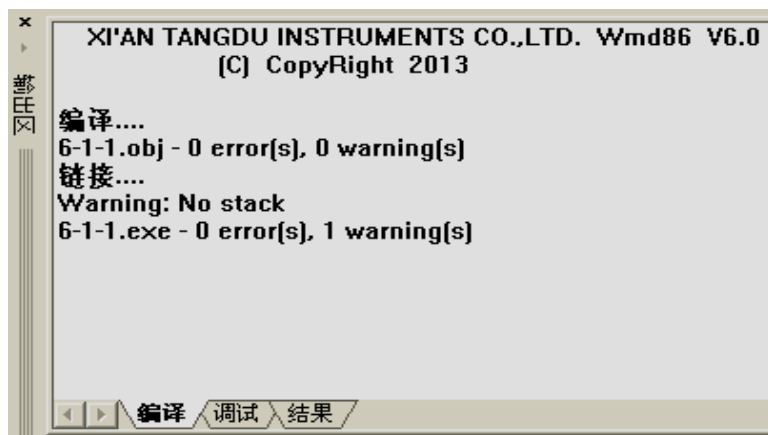 XI'AN TANGDU INSTRUMENTS CO.,LTD. Wmd86 V6.0
(C) CopyRight 2013
编译....
6-1-1.obj - 0 error(s), 0 warning(s)
链接....
Warning: No stack
6-1-1.exe - 0 error(s), 1 warning(s)
编译 调试 结果